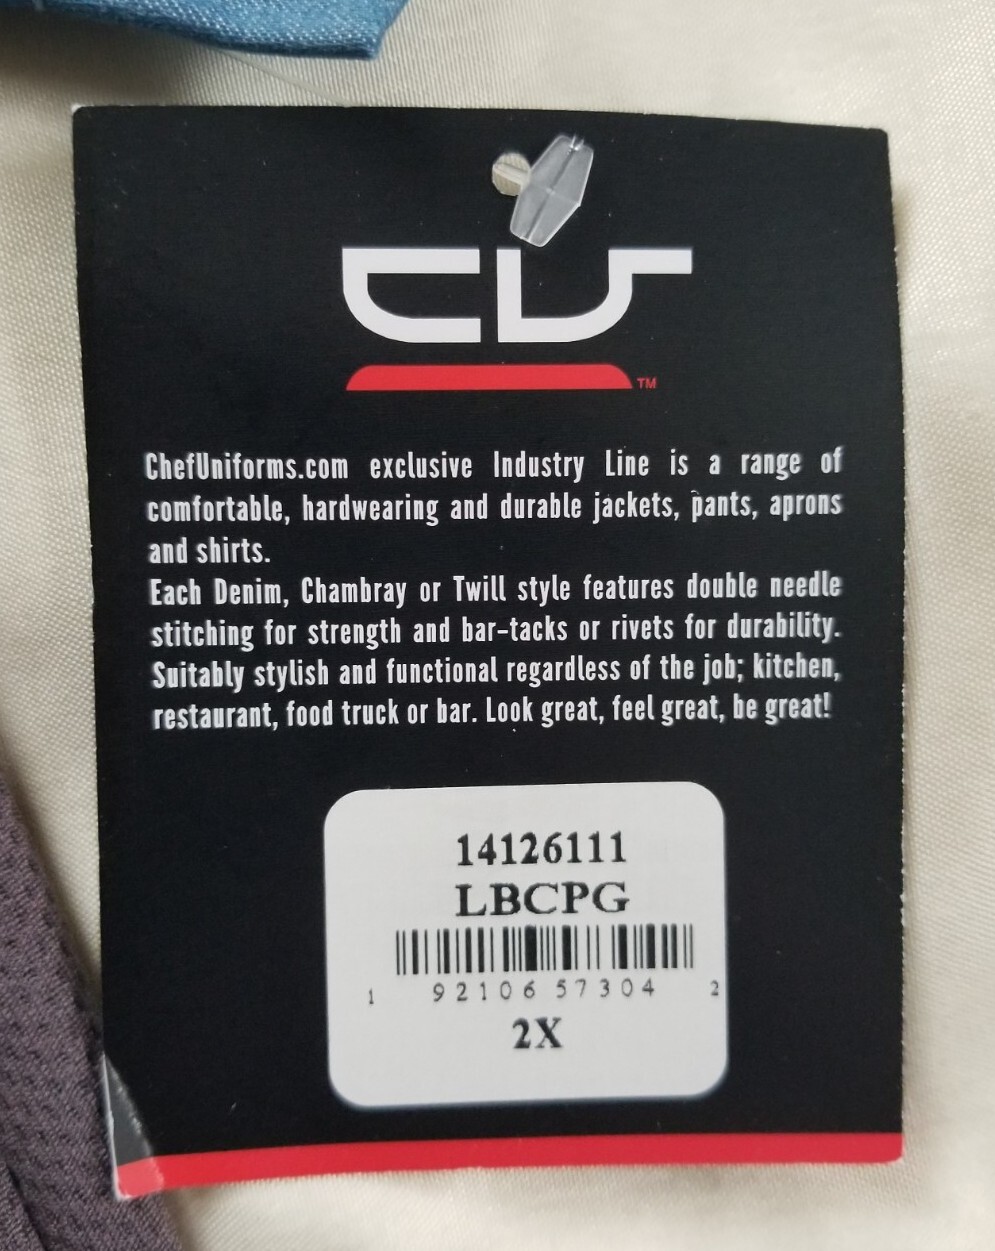 CU
TM
ChefUniforms.com exclusive Industry Line is a range of
comfortable, hardwearing and durable jackets, pants, aprons
and shirts.
Each Denim, Chambray or Twill style features double needle
stitching for strength and bar-tacks or rivets for durability.
Suitably stylish and functional regardless of the job; kitchen,
restaurant, food truck or bar. Look great, feel great, be great!
14126111
LBCPG
1 92106 57304 2
2X